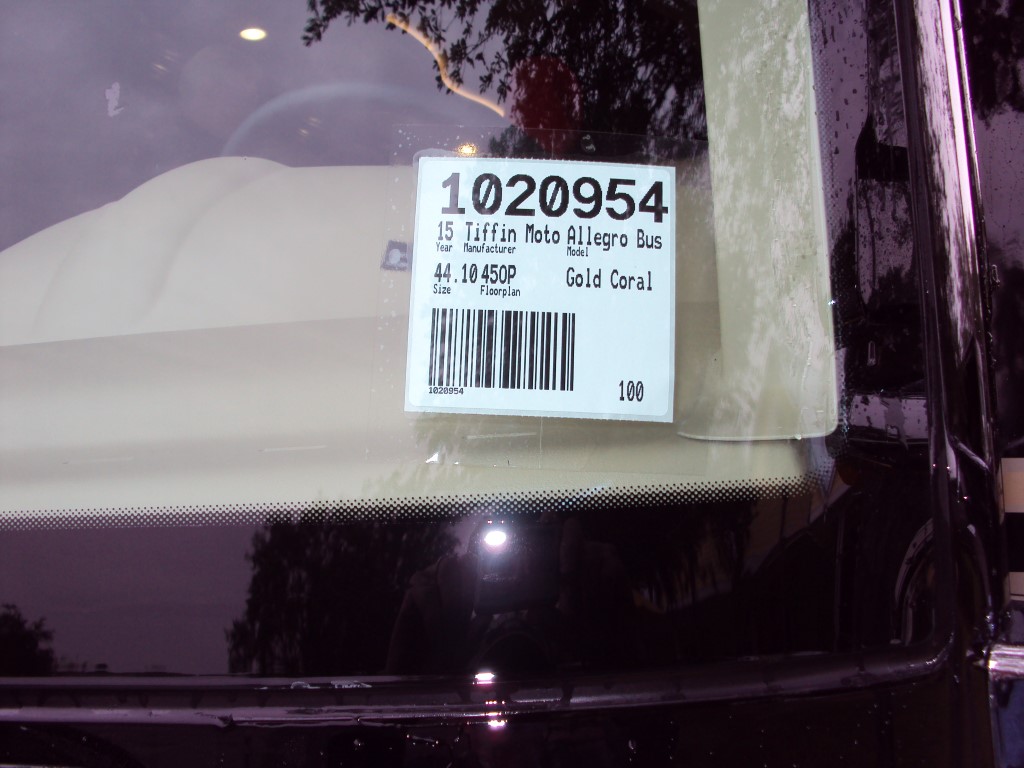 1020954
15 Tiffin Moto Allegro Bus
Year Manufacturer Model
44.10 450P Gold Coral
Size Floorplan
1020954
100